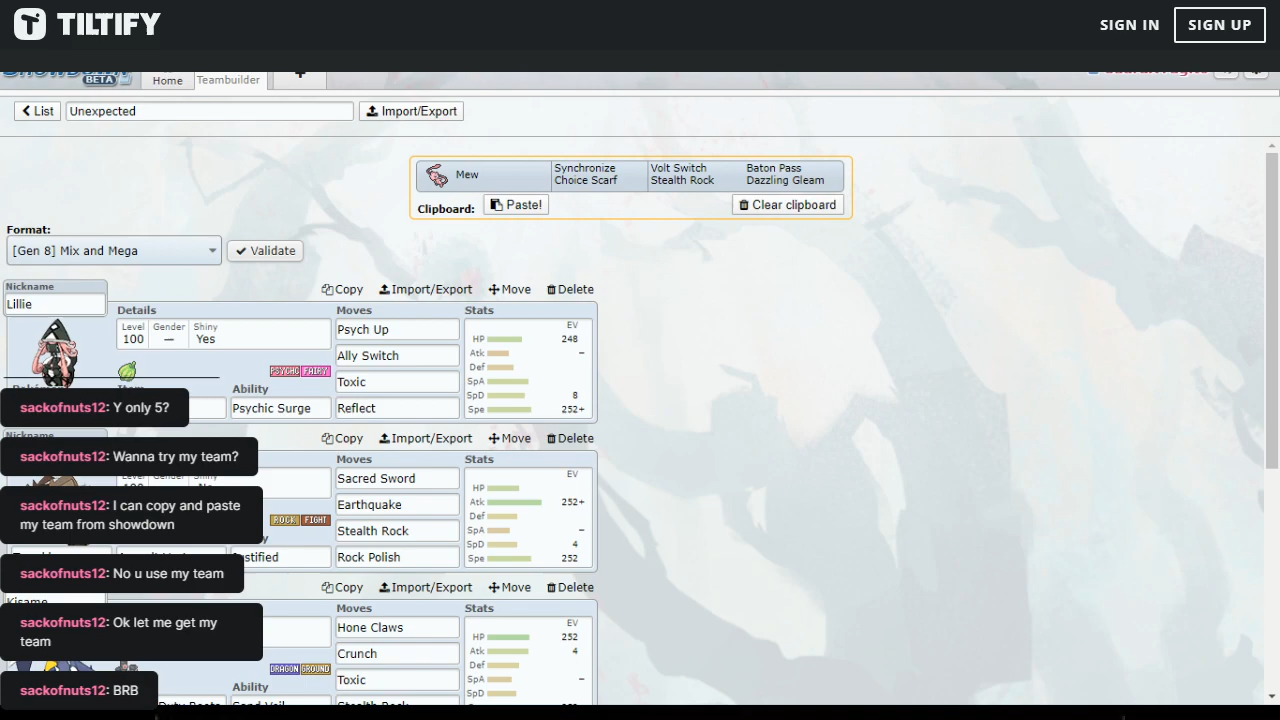 TILTIFY
SIGN IN
SIGN UP
BETA
Home
Teambuilder
+
List
Unexpected
Import/Export
Mew
Synchronize
Choice Scarf
Volt Switch
Stealth Rock
Baton Pass
Dazzling Gleam
Clipboard:
Paste!
Clear clipboard
Format:
[Gen 8] Mix and Mega
Validate
Copy
Import/Export
Move
Delete
Nickname
Lillie
Details
Level
100
Gender
—
Shiny
Yes
PSYCHC
FAIRY
Ability
Psychic Surge
Moves
Psych Up
Ally Switch
Toxic
Reflect
Stats
EV
HP 248
Atk –
Def
SpA
SpD 8
Spe 252+
Copy
Import/Export
Move
Delete
ROCK
FIGHT
Moves
Sacred Sword
Earthquake
Stealth Rock
Rock Polish
Stats
EV
HP
Atk 252+
Def
SpA –
SpD 4
Spe 252
Copy
Import/Export
Move
Delete
Kisame
DRAGON
GROUND
Ability
Sand Veil
Moves
Hone Claws
Crunch
Toxic
Stealth Rock
Stats
EV
HP 252
Atk 4
Def
SpA –
SpD
sackofnuts12: Y only 5?
sackofnuts12: Wanna try my team?
sackofnuts12: I can copy and paste
my team from showdown
sackofnuts12: No u use my team
sackofnuts12: Ok let me get my
team
sackofnuts12: BRB